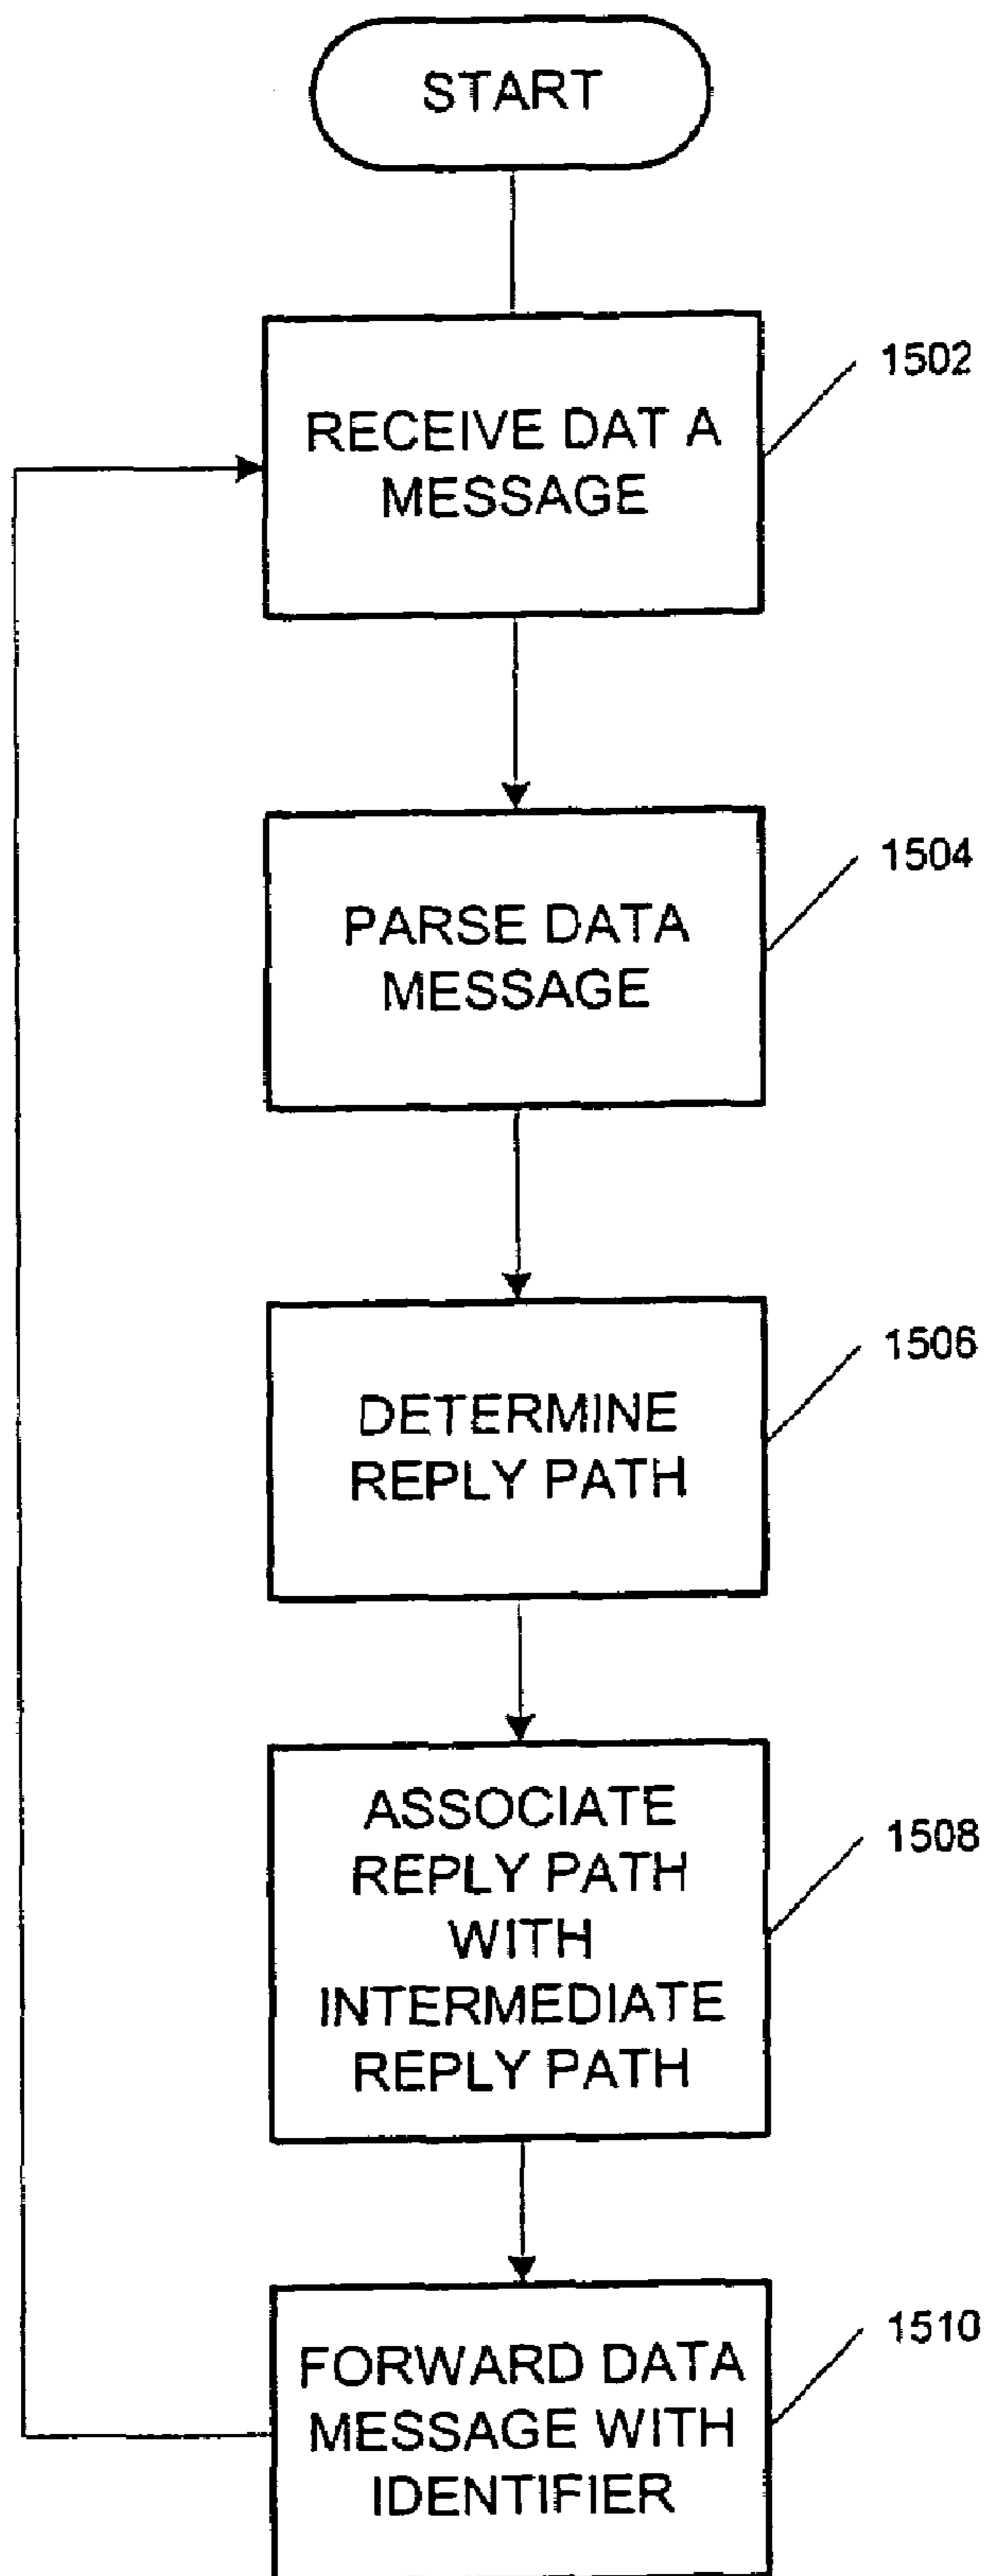 START
RECEIVE DAT A
MESSAGE
1502
PARSE DATA
MESSAGE
1504
DETERMINE
REPLY PATH
1506
ASSOCIATE
REPLY PATH
WITH
INTERMEDIATE
REPLY PATH
1508
FORWARD DATA
MESSAGE WITH
IDENTIFIER
1510